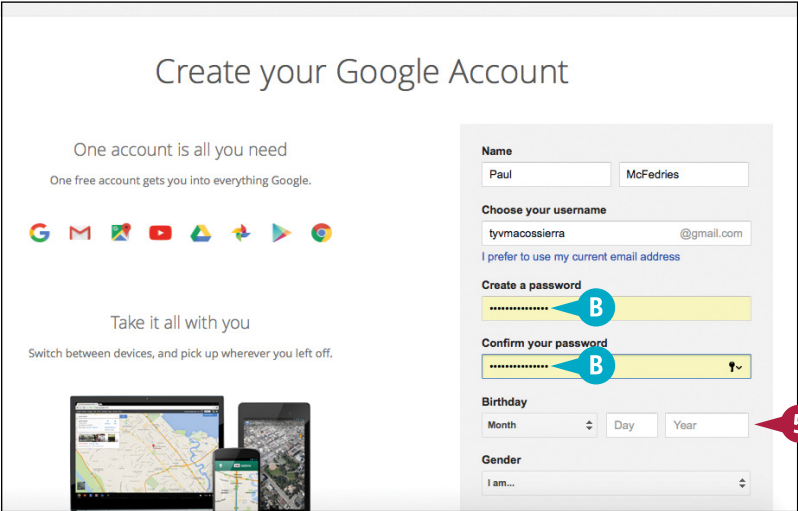 Create your Google Account
One account is all you need
One free account gets you into everything Google.
Take it all with you
Switch between devices, and pick up wherever you left off.
Name
Paul McFedries
Choose your username
tyvmacossierra @gmail.com
I prefer to use my current email address
Create a password
••••••••••••••• B
Confirm your password
••••••••••••••• B
Birthday
Month Day Year 5
Gender
I am...